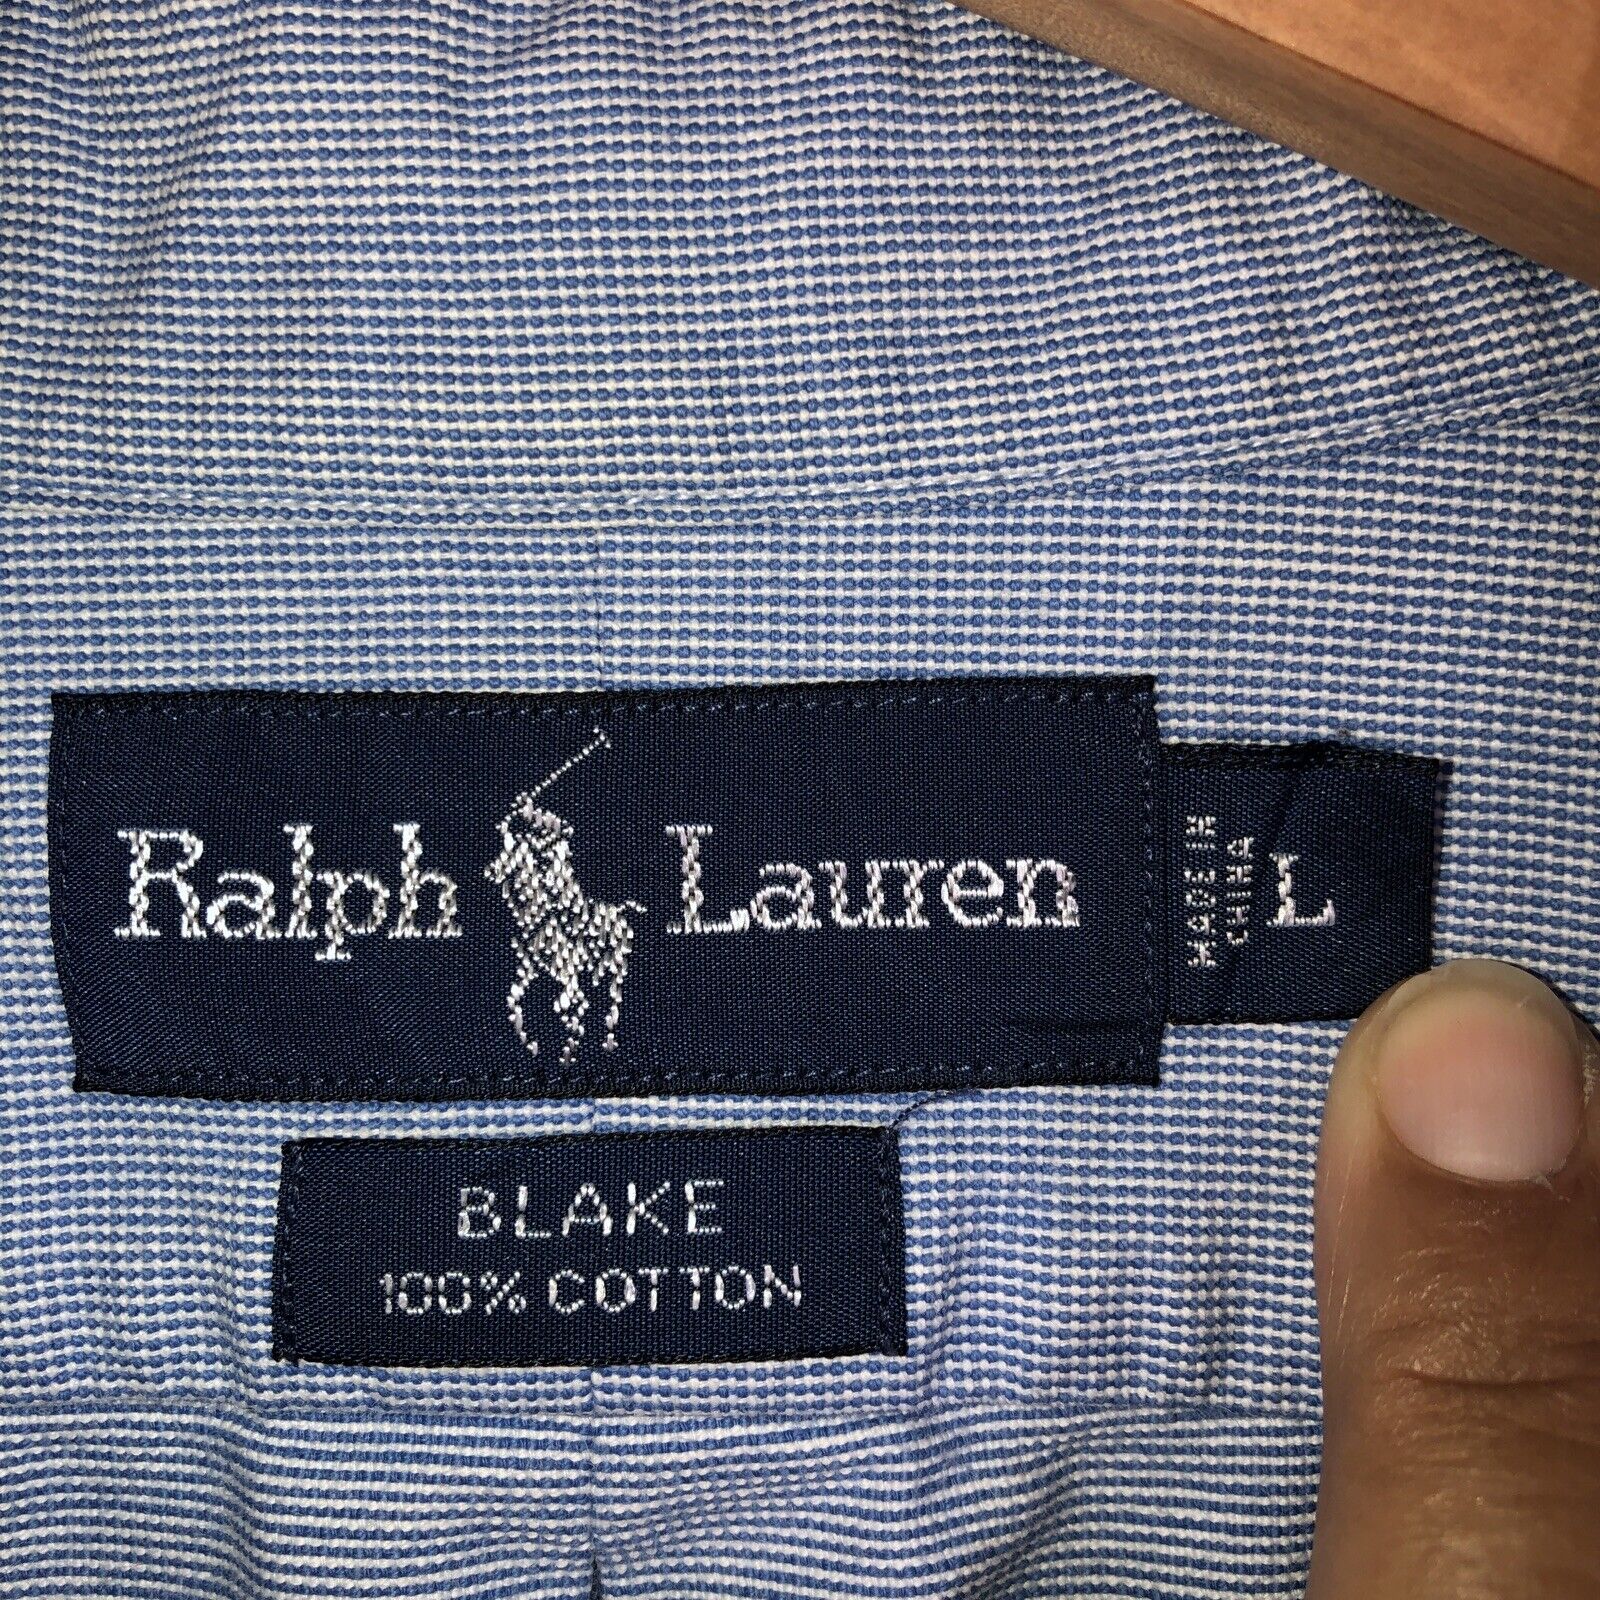 Ralph Lauren
MADE IN
CHINA
L
BLAKE
100% COTTON